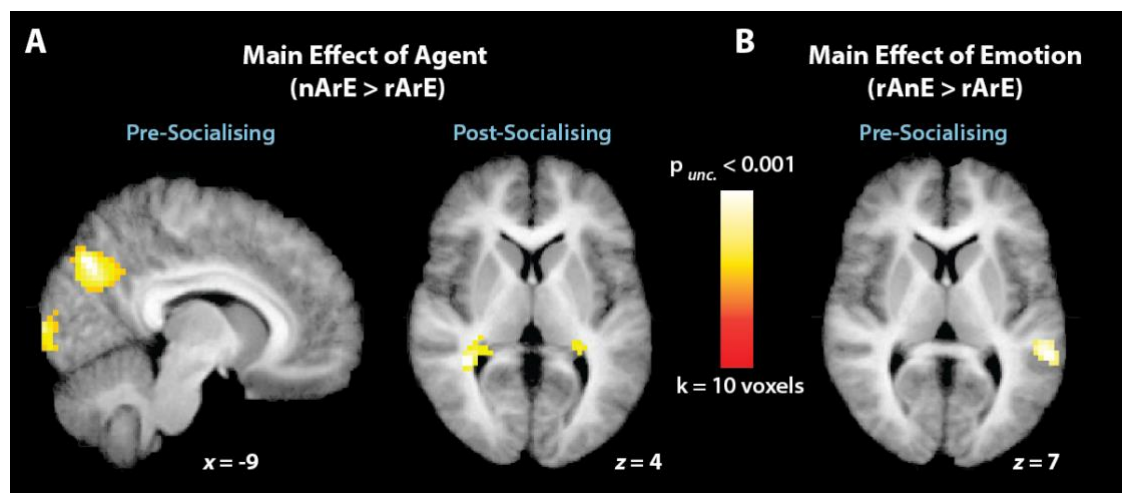 A
Main Effect of Agent
(nArE > rArE)
Pre-Socialising
Post-Socialising
x = -9
z = 4
p unc. < 0.001
k = 10 voxels
B
Main Effect of Emotion
(rAnE > rArE)
Pre-Socialising
z = 7